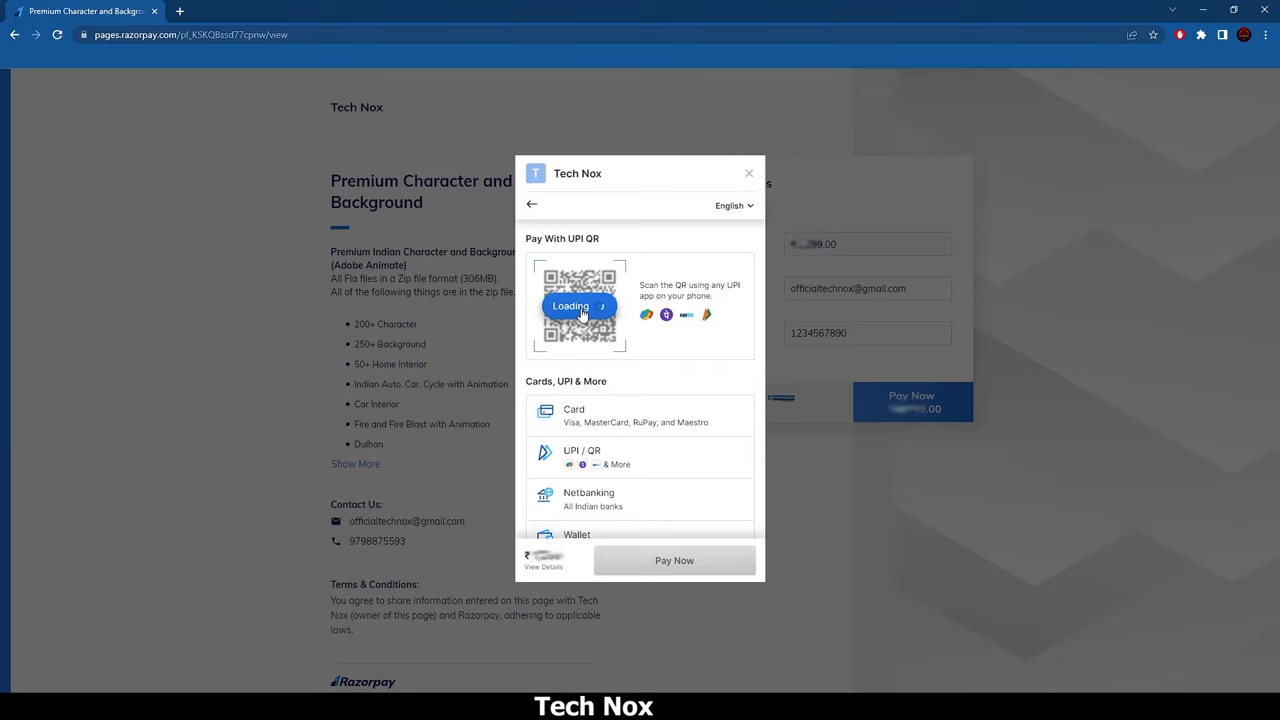 Premium Character and Backgro
pages.razorpay.com/pl_KSKQBssd77cpnw/view
Tech Nox
Premium Character and
Background
Premium Indian Character and Backgroun
(Adobe Animate)
All Fla files in a Zip file format (306MB).
All of the following things are in the zip file.
200+ Character
250+ Background
50+ Home Interior
Indian Auto. Car, Cycle with Animation
Car Interior
Fire and Fire Blast with Animation
Dulhan
Show More
Contact Us:
officialtechnox@gmail.com
9798875593
Terms & Conditions:
You agree to share information entered on this page with Tech
Nox (owner of this page) and Razorpay, adhering to applicable
laws.
Razorpay
T Tech Nox
English
Pay With UPI QR
Loading
Scan the QR using any UPI
app on your phone.
Cards, UPI & More
Card
Visa, MasterCard, RuPay, and Maestro
UPI / QR
& More
Netbanking
All Indian banks
Wallet
₹
View Details
Pay Now
s
99.00
officialtechnox@gmail.com
1234567890
Pay Now
.00
Tech Nox